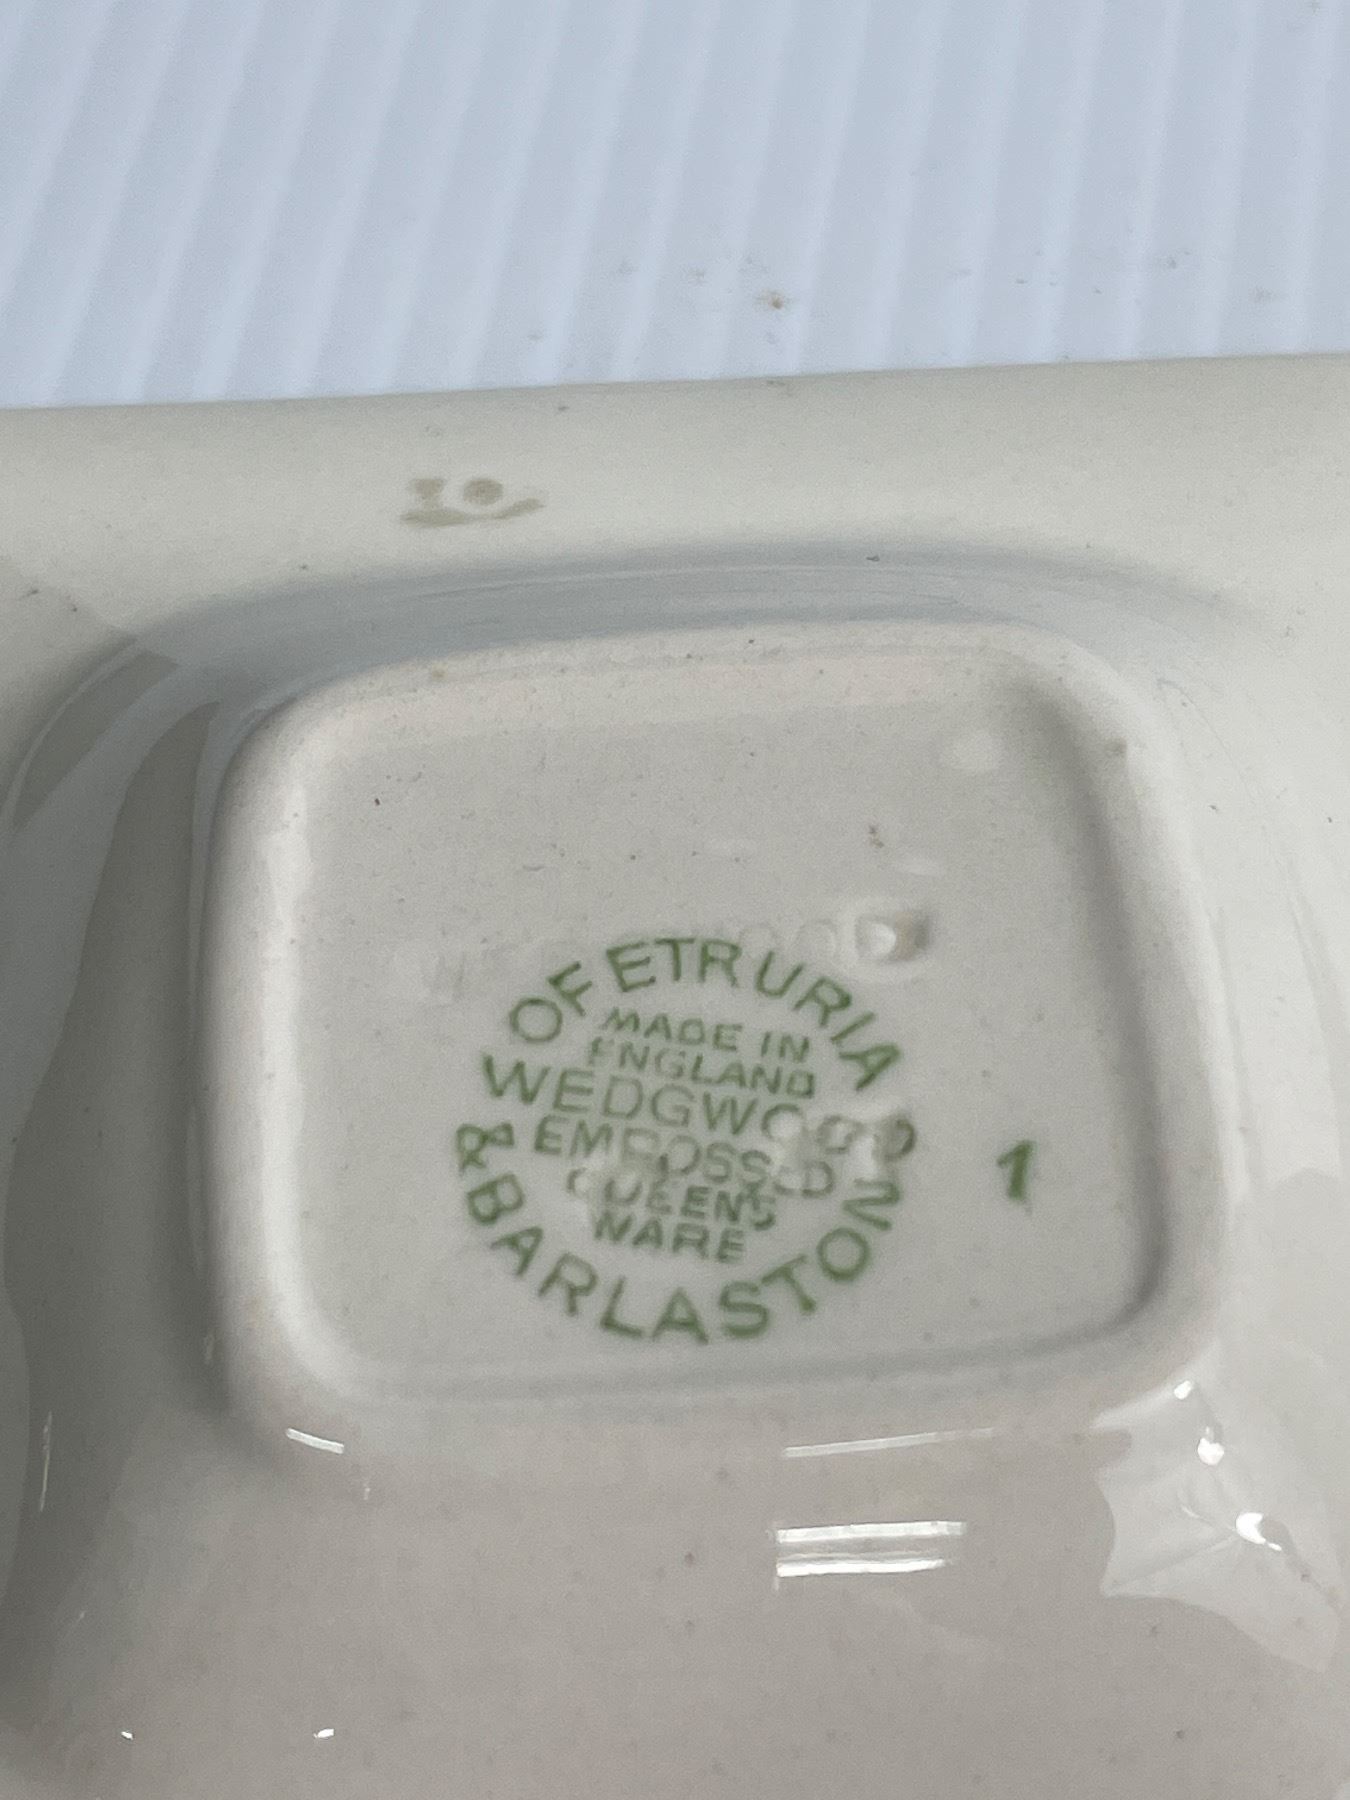 OF ETRURIA
MADE IN
ENGLAND
WEDGWOOD
EMBOSSED
QUEENS
WARE
& BARLASTON
1